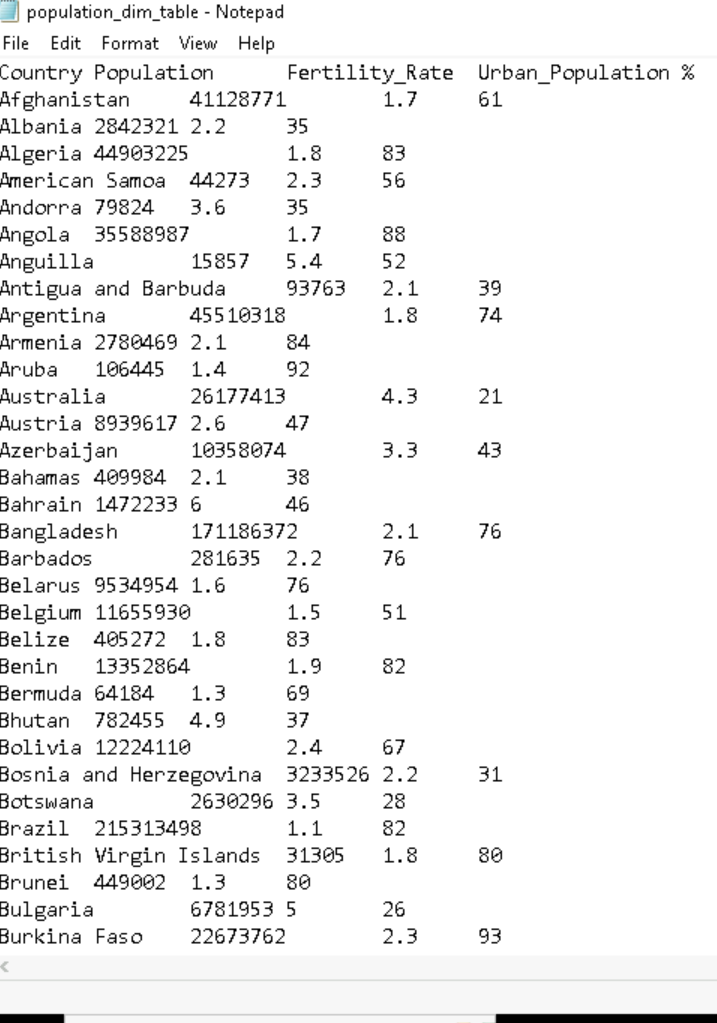 population_dim_table - Notepad
File Edit Format View Help
Country Population Fertility_Rate Urban_Population %
Afghanistan 41128771 1.7 61
Albania 2842321 2.2 35
Algeria 44903225 1.8 83
American Samoa 44273 2.3 56
Andorra 79824 3.6 35
Angola 35588987 1.7 88
Anguilla 15857 5.4 52
Antigua and Barbuda 93763 2.1 39
Argentina 45510318 1.8 74
Armenia 2780469 2.1 84
Aruba 106445 1.4 92
Australia 26177413 4.3 21
Austria 8939617 2.6 47
Azerbaijan 10358074 3.3 43
Bahamas 409984 2.1 38
Bahrain 1472233 6 46
Bangladesh 171186372 2.1 76
Barbados 281635 2.2 76
Belarus 9534954 1.6 76
Belgium 11655930 1.5 51
Belize 405272 1.8 83
Benin 13352864 1.9 82
Bermuda 64184 1.3 69
Bhutan 782455 4.9 37
Bolivia 12224110 2.4 67
Bosnia and Herzegovina 3233526 2.2 31
Botswana 2630296 3.5 28
Brazil 215313498 1.1 82
British Virgin Islands 31305 1.8 80
Brunei 449002 1.3 80
Bulgaria 6781953 5 26
Burkina Faso 22673762 2.3 93